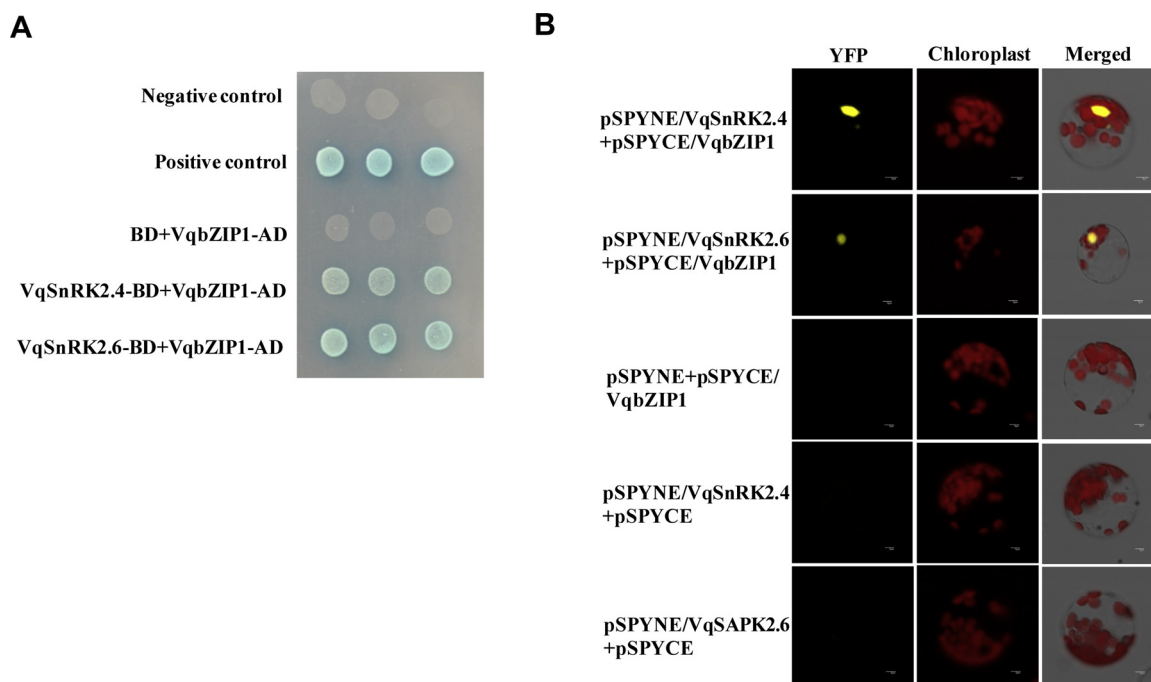 A
Negative control
Positive control
BD+VqbZIP1-AD
VqSnRK2.4-BD+VqbZIP1-AD
VqSnRK2.6-BD+VqbZIP1-AD
B
YFP
Chloroplast
Merged
pSPYNE/VqSnRK2.4
+pSPYCE/VqbZIP1
pSPYNE/VqSnRK2.6
+pSPYCE/VqbZIP1
pSPYNE+pSPYCE/
VqbZIP1
pSPYNE/VqSnRK2.4
+pSPYCE
pSPYNE/VqSAPK2.6
+pSPYCE